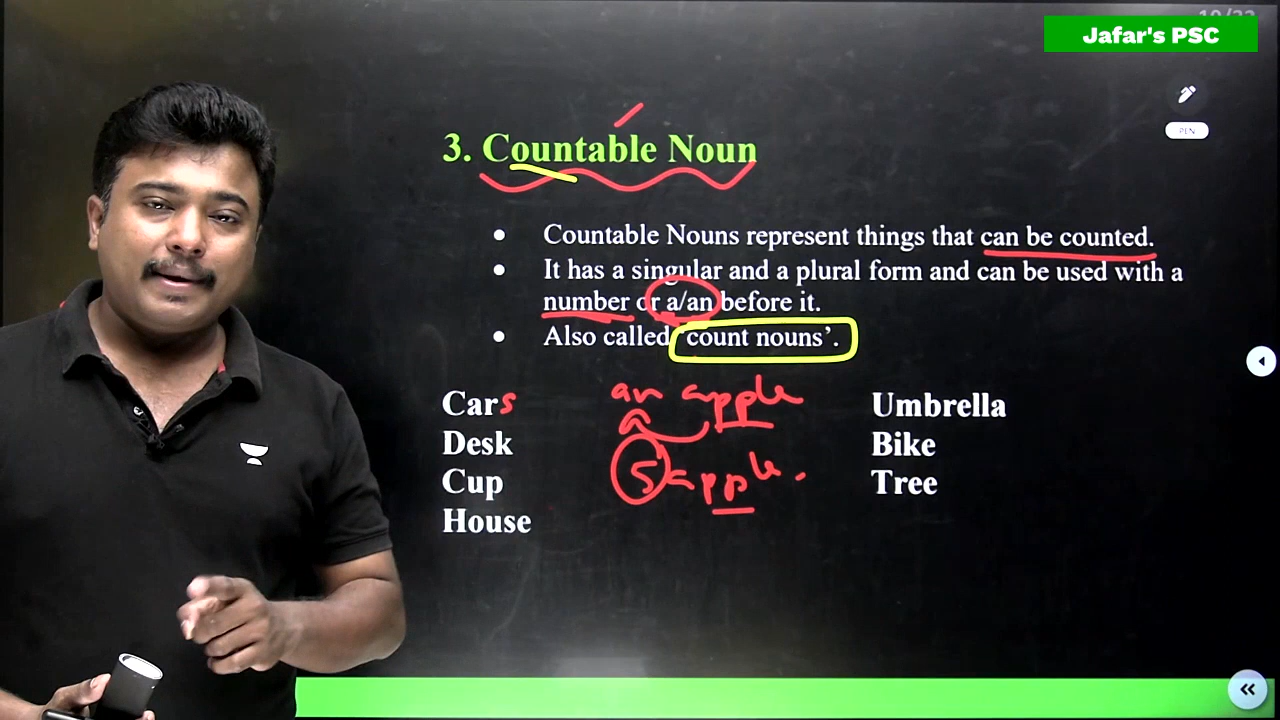 Jafar's PSC
PEN
3. Countable Noun
• Countable Nouns represent things that can be counted.
• It has a singular and a plural form and can be used with a
number or a/an before it.
• Also called 'count nouns'.
Cars
Desk
Cup
House
an apple
a
5 apple.
Umbrella
Bike
Tree